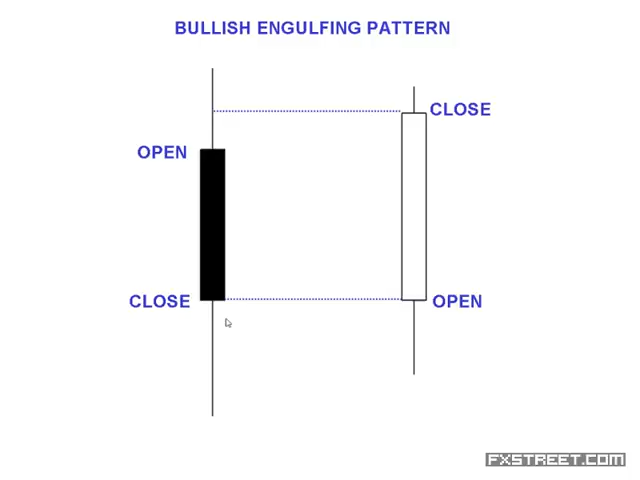 BULLISH ENGULFING PATTERN
CLOSE
OPEN
CLOSE
OPEN
FXSTREET.COM